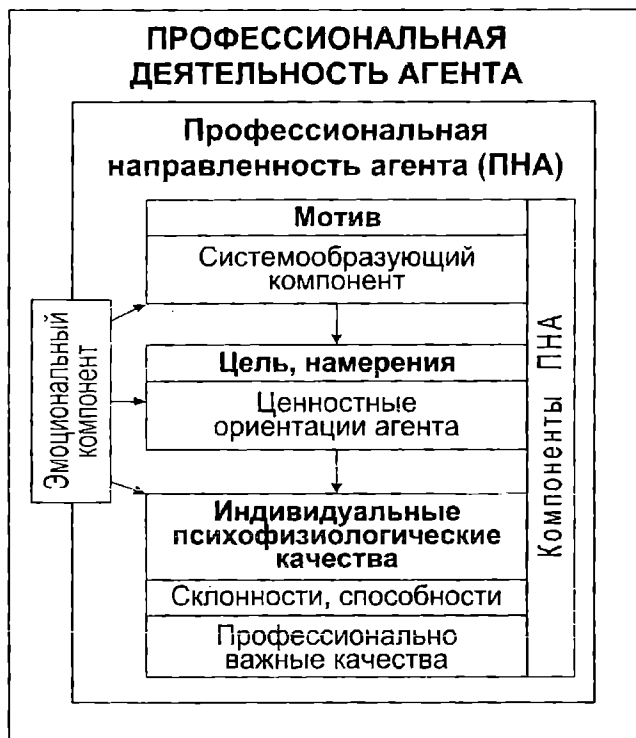 ПРОФЕССИОНАЛЬНАЯ
ДЕЯТЕЛЬНОСТЬ АГЕНТА
Профессиональная
направленность агента (ПНА)
Мотив
Системообразующий
компонент
Цель, намерения
Ценностные
ориентации агента
Индивидуальные
психофизиологические
качества
Склонности, способности
Профессионально
важные качества
Эмоциональный
компонент
Компоненты ПНА